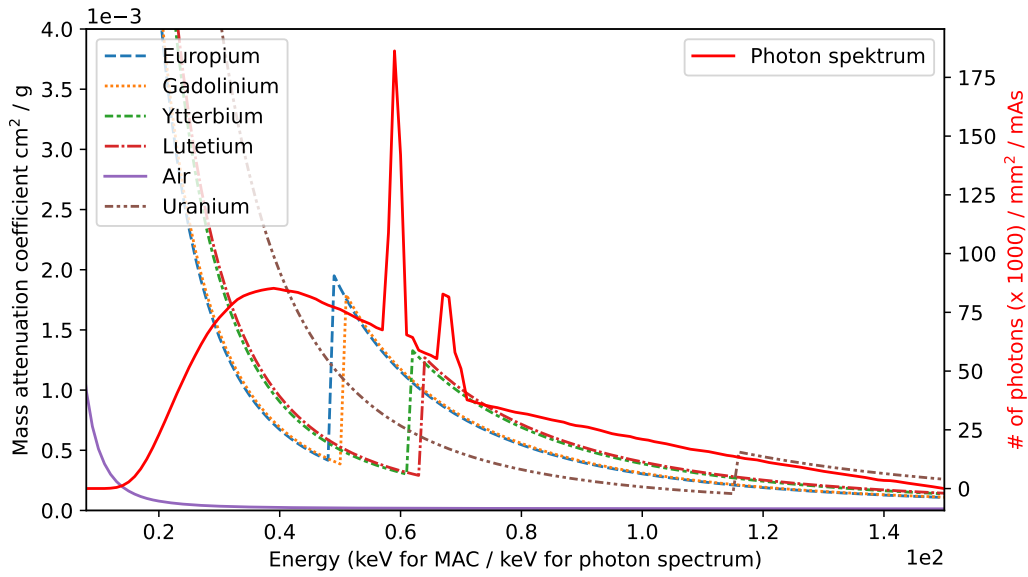 1e−3
4.0
3.5
3.0
2.5
2.0
1.5
1.0
0.5
0.0
Mass attenuation coefficient cm² / g
Europium
Gadolinium
Ytterbium
Lutetium
Air
Uranium
Photon spektrum
175
150
125
100
75
50
25
0
# of photons (x 1000) / mm² / mAs
0.2
0.4
0.6
0.8
1.0
1.2
1.4
1e2
Energy (keV for MAC / keV for photon spectrum)